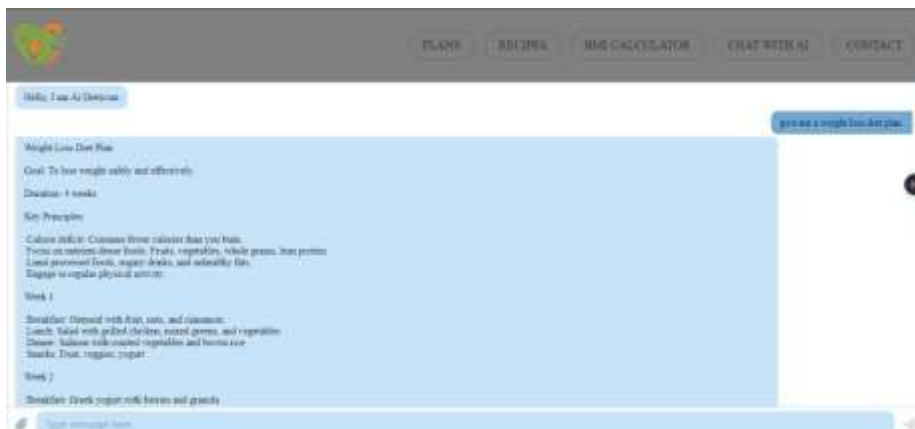 PLANS
RECIPES
BMI CALCULATOR
CHAT WITH AI
CONTACT
Hello, I am AI Dietician
give me a weight loss diet plan
Weight Loss Diet Plan
Goal: To lose weight safely and effectively
Duration: 4 weeks
Key Principles
Calorie deficit: Consume fewer calories than you burn.
Focus on nutrient-dense foods: Fruits, vegetables, whole grains, lean protein
Limit processed foods, sugary drinks, and unhealthy fats.
Engage in regular physical activity.
Week 1
Breakfast: Oatmeal with fruit, nuts, and cinnamon
Lunch: Salad with grilled chicken, mixed greens, and vegetables
Dinner: Salmon with roasted vegetables and brown rice
Snacks: Fruit, veggies, yogurt
Week 2
Breakfast: Greek yogurt with berries and granola
Type message here